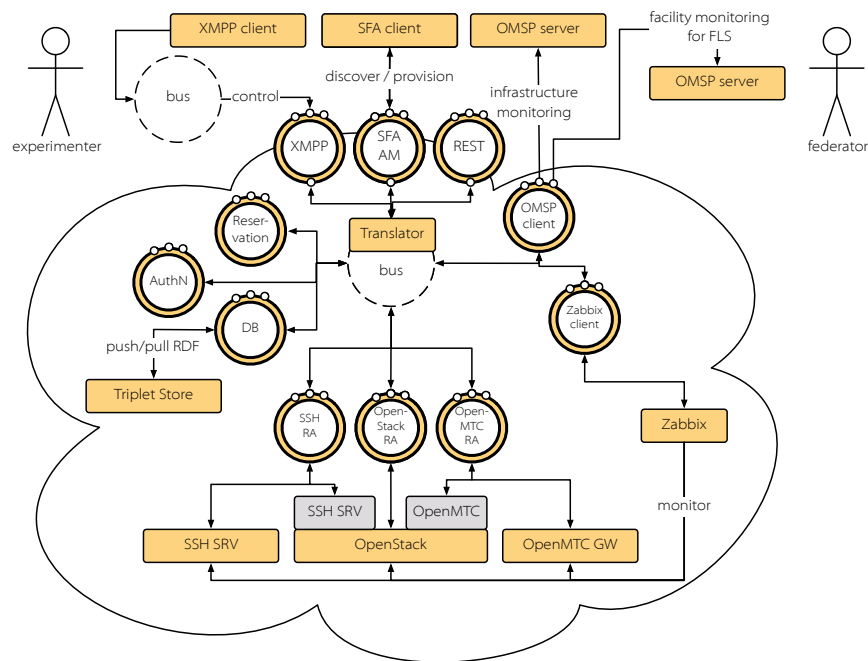 XMPP client
SFA client
OMSP server
facility monitoring
for FLS
OMSP server
bus
control
discover / provision
infrastructure
monitoring
experimenter
federator
XMPP
SFA
AM
REST
Reser-
vation
OMSP
client
Translator
bus
AuthN
DB
Zabbix
client
push/pull RDF
Triplet Store
SSH
RA
Open-
Stack
RA
Open-
MTC
RA
Zabbix
SSH SRV
OpenMTC
monitor
SSH SRV
OpenStack
OpenMTC GW